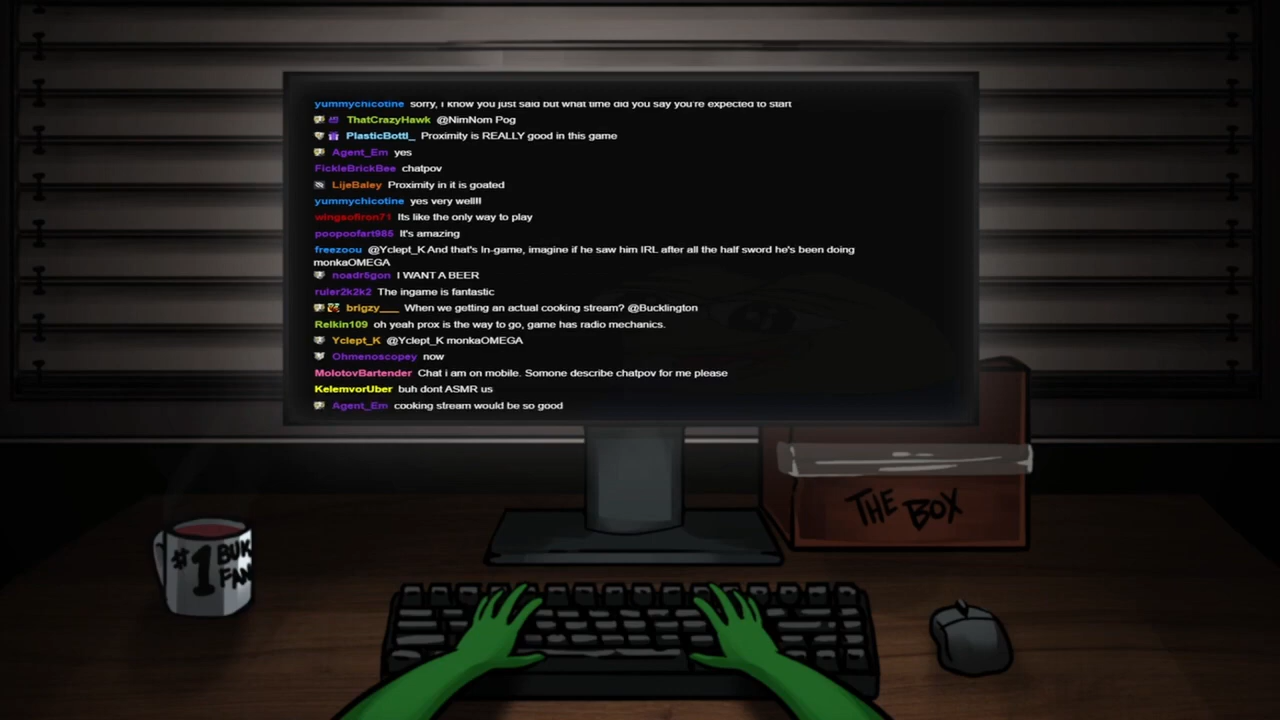 yummychicotine sorry, I know you just said but what time did you say you're expected to start
ThatCrazyHawk @NimNom Pog
PlasticBottl_ Proximity is REALLY good in this game
Agent_Em yes
FickleBrickBee chatpov
LijeBaley Proximity in it is goated
yummychicotine yes very wellll
wingsofiron71 Its like the only way to play
poopoofart985 It's amazing
freezoou @Yclept_K And that's In-game, imagine if he saw him IRL after all the half sword he's been doing
monkaOMEGA
noadr5gon I WANT A BEER
ruler2k2k2 The ingame is fantastic
brigzy___ When we getting an actual cooking stream? @Bucklington
Relkin109 oh yeah prox is the way to go, game has radio mechanics.
Yclept_K @Yclept_K monkaOMEGA
Ohmenoscopey now
MolotovBartender Chat i am on mobile. Somone describe chatpov for me please
KelemvorUber buh dont ASMR us
Agent_Em cooking stream would be so good
THE BOX
#1 BUK
FAN